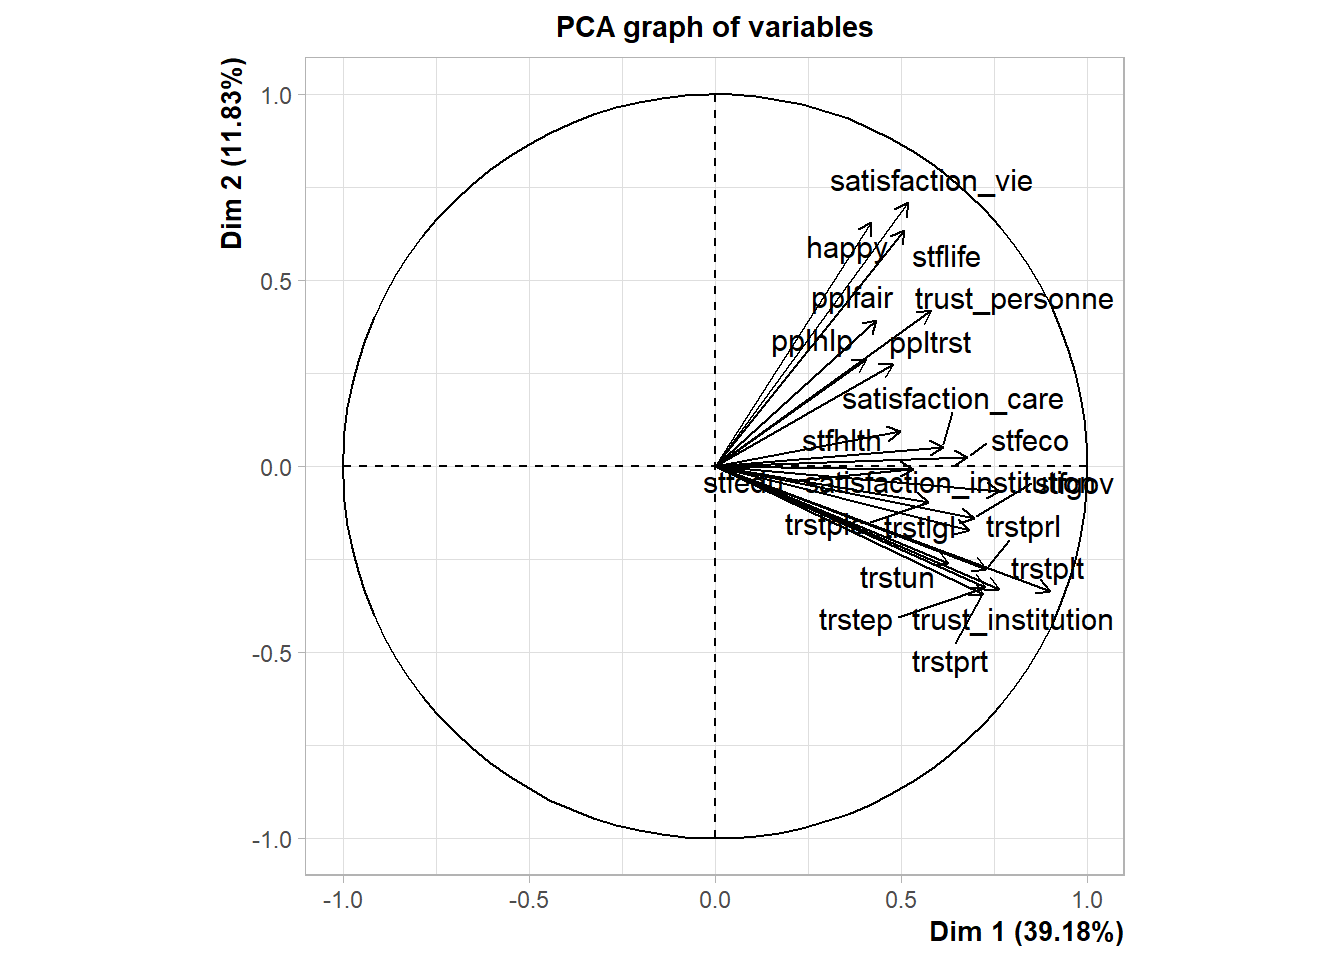 PCA graph of variables
Dim 2 (11.83%)
1.0
0.5
0.0
-0.5
-1.0
satisfaction_vie
happy
stflife
pplfair
trust_personne
pplhlp
ppltrst
satisfaction_care
stfhlth
stfeco
stfedu
satisfaction_institution
stfgov
trstplc
trstlgl
trstprl
trstplt
trstun
trstep
trust_institution
trstprt
-1.0
-0.5
0.0
0.5
1.0
Dim 1 (39.18%)